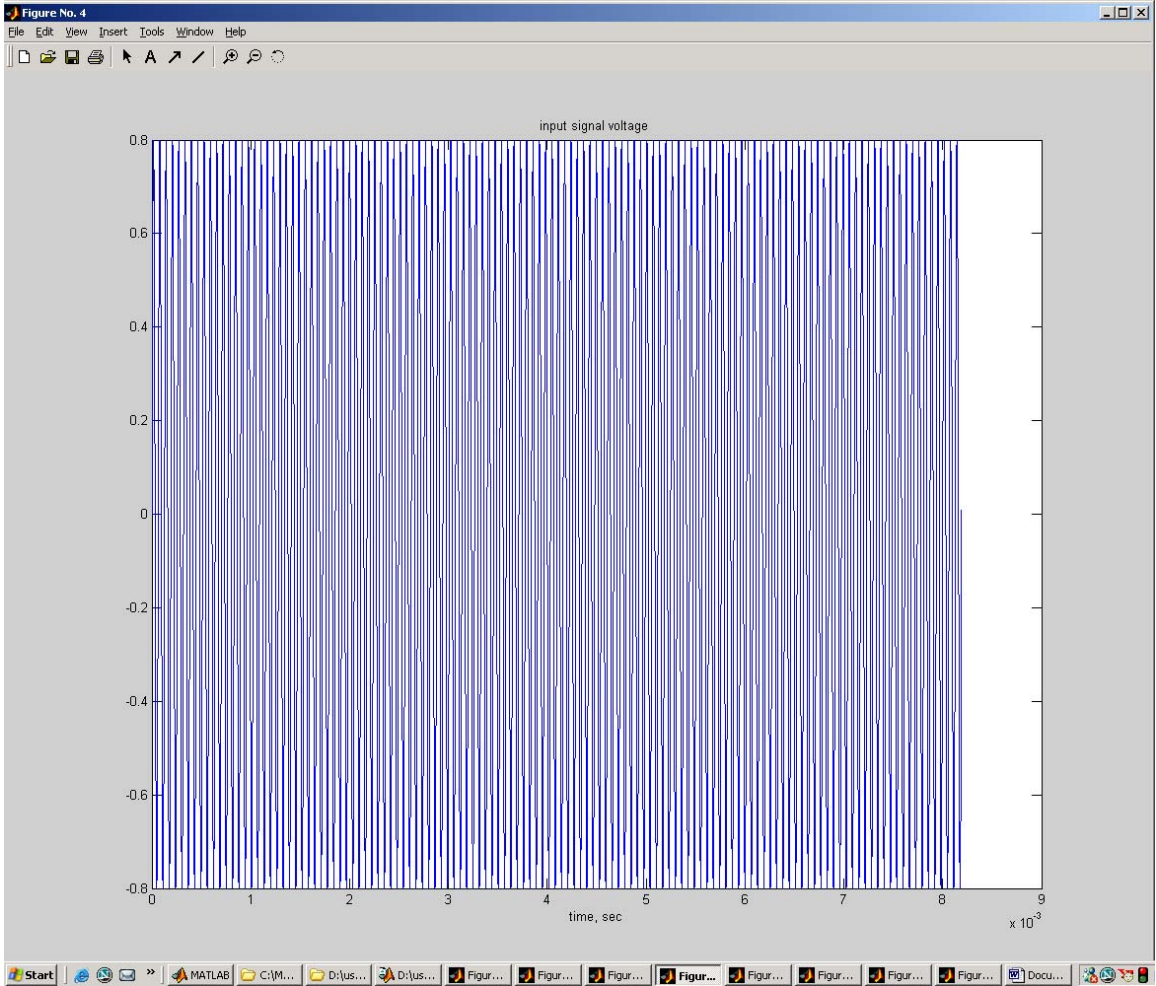 Figure No. 4
File Edit View Insert Tools Window Help
A
input signal voltage
0.8
0.6
0.4
0.2
0
-0.2
-0.4
-0.6
-0.8
0 1 2 3 4 5 6 7 8 9
time, sec
x 10^-3
Start » MATLAB C:\M... D:\us... D:\us... Figur... Figur... Figur... Figur... Figur... Figur... Figur... Figur... Docu...